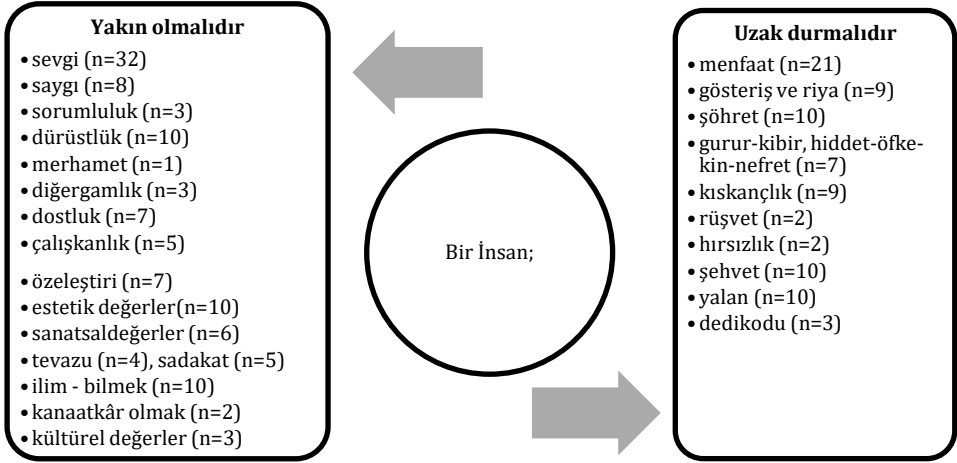 Yakın olmalıdır
• sevgi (n=32)
• saygı (n=8)
• sorumluluk (n=3)
• dürüstlük (n=10)
• merhamet (n=1)
• diğergamlık (n=3)
• dostluk (n=7)
• çalışkanlık (n=5)
• özeleştiri (n=7)
• estetik değerler(n=10)
• sanatsaldeğerler (n=6)
• tevazu (n=4), sadakat (n=5)
• ilim - bilmek (n=10)
• kanaatkâr olmak (n=2)
• kültürel değerler (n=3)
Bir İnsan;
Uzak durmalıdır
• menfaat (n=21)
• gösteriş ve riya (n=9)
• şöhret (n=10)
• gurur-kibir, hiddet-öfke-
kin-nefret (n=7)
• kıskançlık (n=9)
• rüşvet (n=2)
• hırsızlık (n=2)
• şehvet (n=10)
• yalan (n=10)
• dedikodu (n=3)